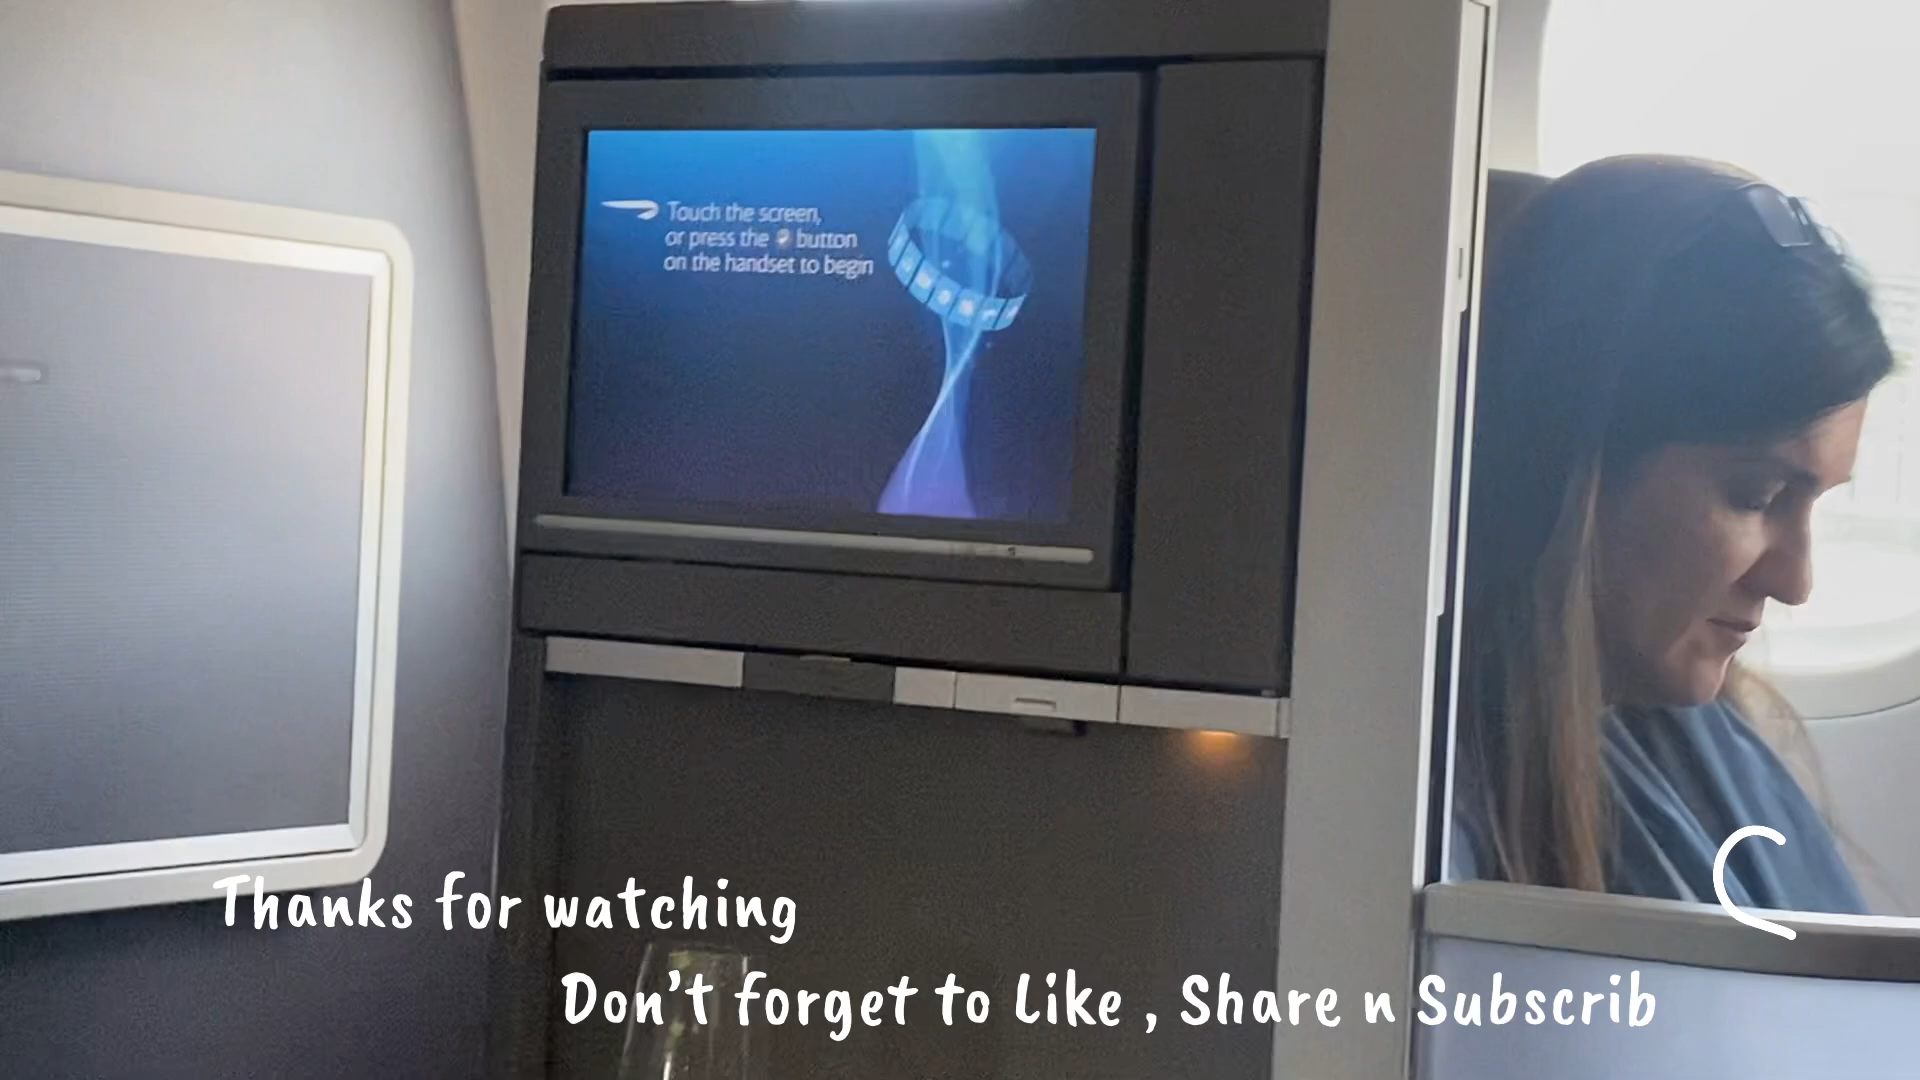 Touch the screen,
or press the button
on the handset to begin
Thanks for watching
Don't forget to Like , Share n Subscrib